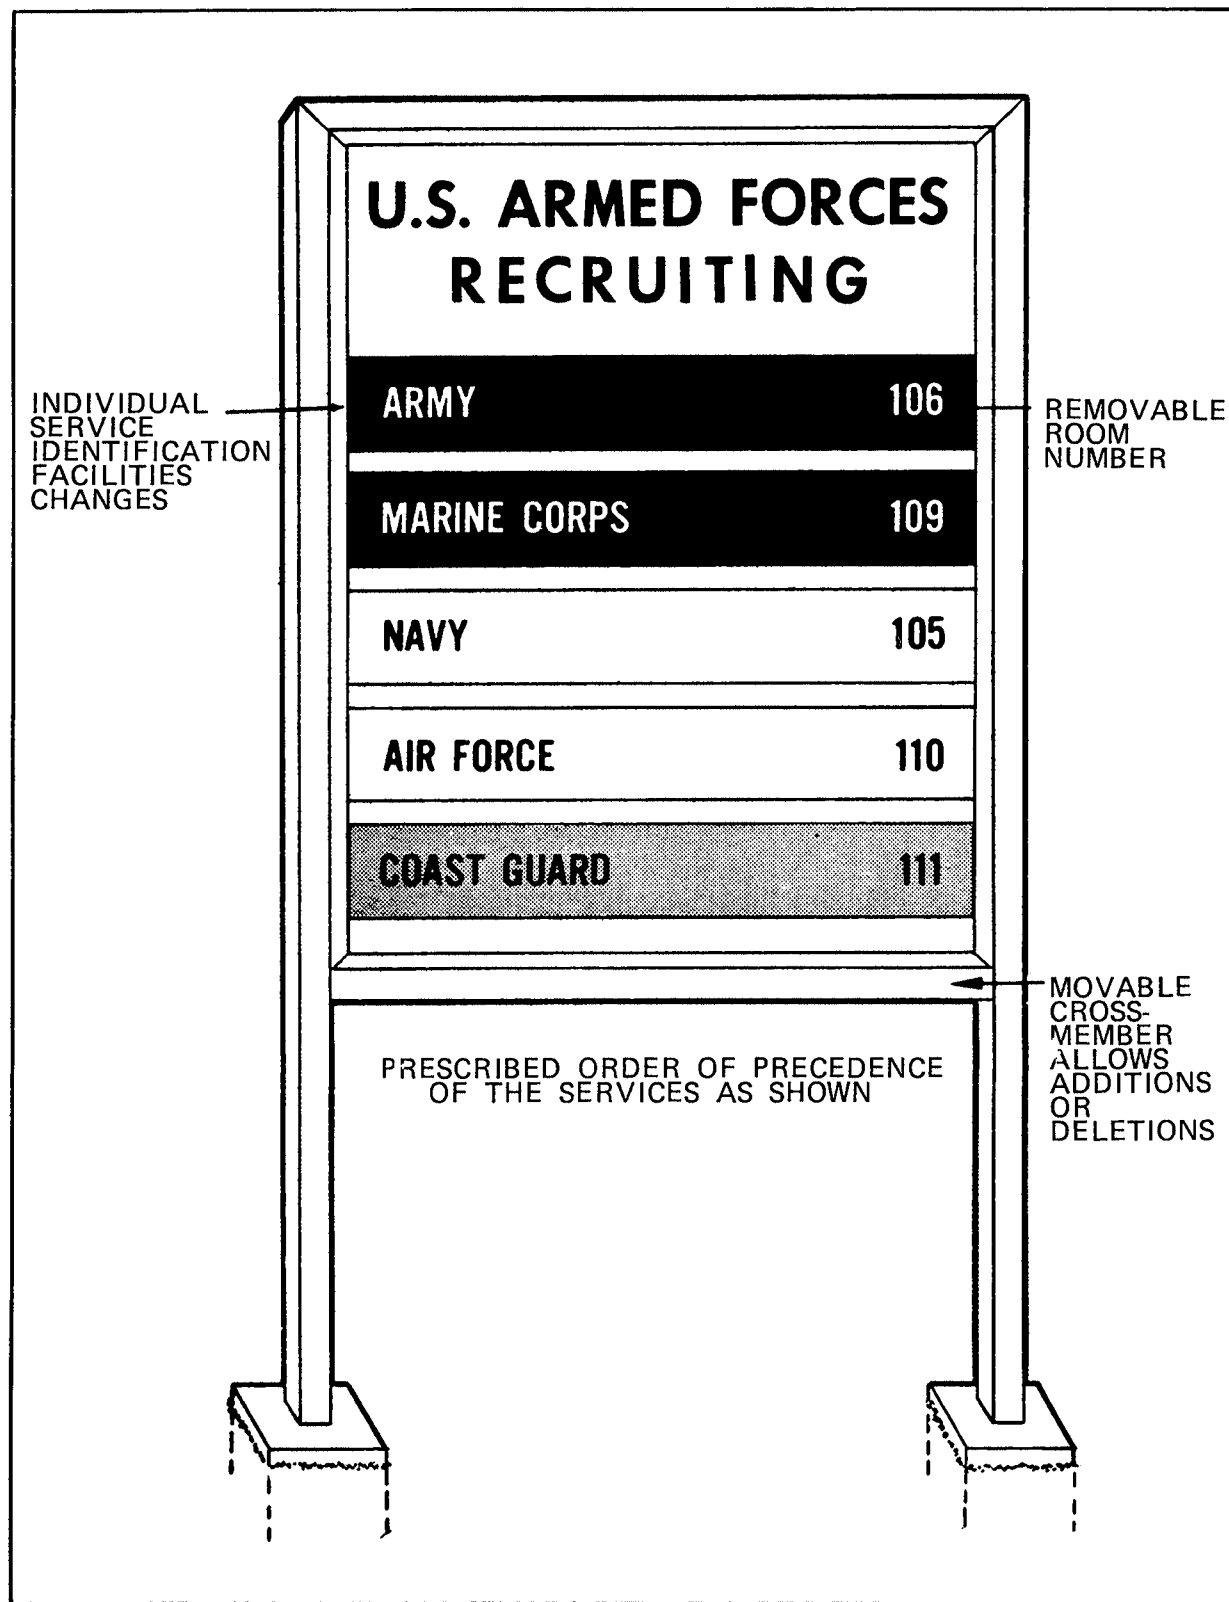 U.S. ARMED FORCES
RECRUITING
ARMY 106
MARINE CORPS 109
NAVY 105
AIR FORCE 110
COAST GUARD 111
INDIVIDUAL
SERVICE
IDENTIFICATION
FACILITIES
CHANGES
REMOVABLE
ROOM
NUMBER
MOVABLE
CROSS-
MEMBER
ALLOWS
ADDITIONS
OR
DELETIONS
PRESCRIBED ORDER OF PRECEDENCE
OF THE SERVICES AS SHOWN